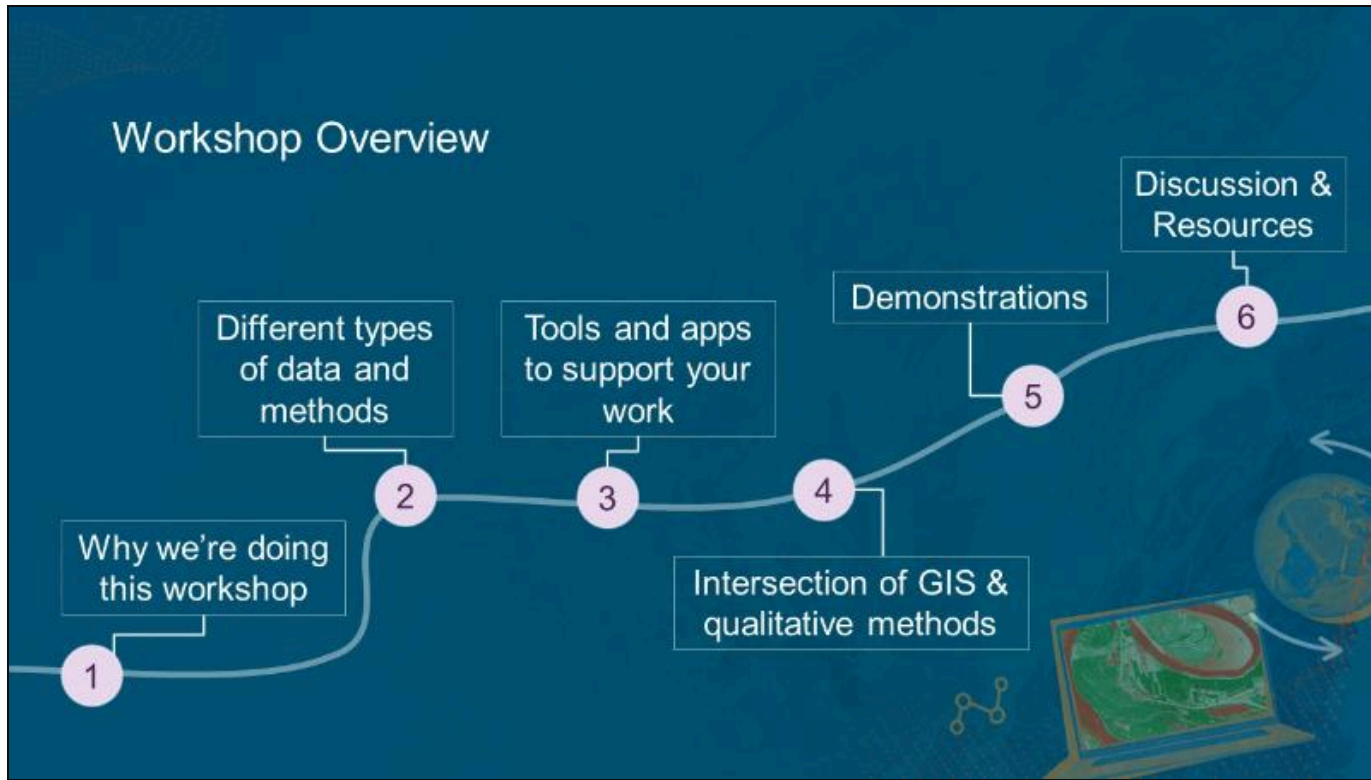 Workshop Overview
1
Why we're doing
this workshop
2
Different types
of data and
methods
3
Tools and apps
to support your
work
4
Intersection of GIS &
qualitative methods
5
Demonstrations
6
Discussion &
Resources